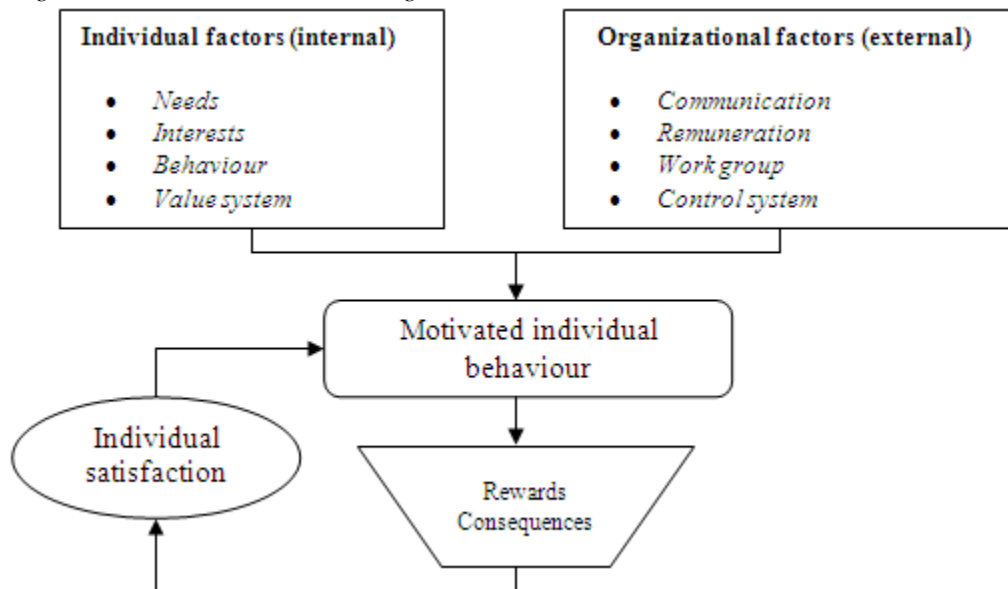 Individual factors (internal)
• Needs
• Interests
• Behaviour
• Value system
Organizational factors (external)
• Communication
• Remuneration
• Work group
• Control system
Motivated individual
behaviour
Individual
satisfaction
Rewards
Consequences